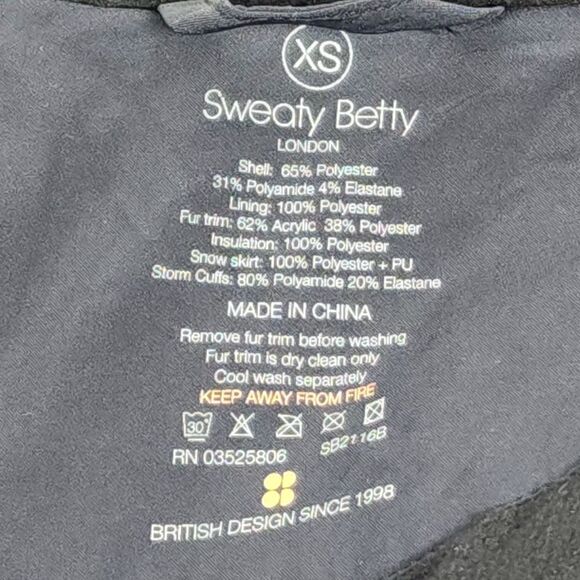 XS
Sweaty Betty
LONDON
Shell: 65% Polyester
31% Polyamide 4% Elastane
Lining: 100% Polyester
Fur trim: 62% Acrylic 38% Polyester
Insulation: 100% Polyester
Snow skirt: 100% Polyester + PU
Storm Cuffs: 80% Polyamide 20% Elastane
MADE IN CHINA
Remove fur trim before washing
Fur trim is dry clean only
Cool wash separately
KEEP AWAY FROM FIRE
30°
SB2116B
RN 03525806
BRITISH DESIGN SINCE 1998